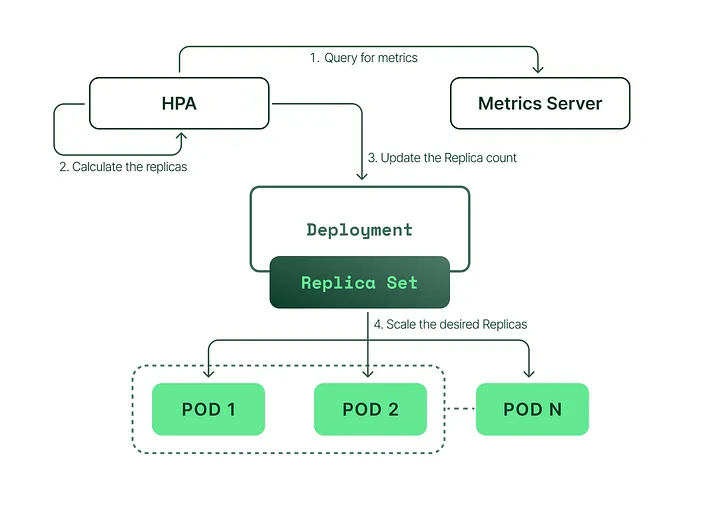 1. Query for metrics
HPA
Metrics Server
2. Calculate the replicas
3. Update the Replica count
Deployment
Replica Set
4. Scale the desired Replicas
POD 1
POD 2
POD N